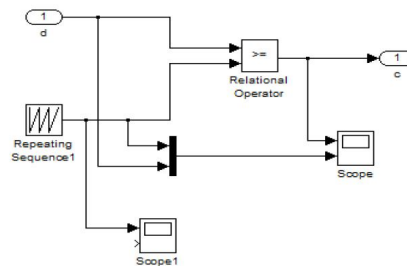 1
d
>=
Relational
Operator
1
c
Repeating
Sequence1
Scope
Scope1